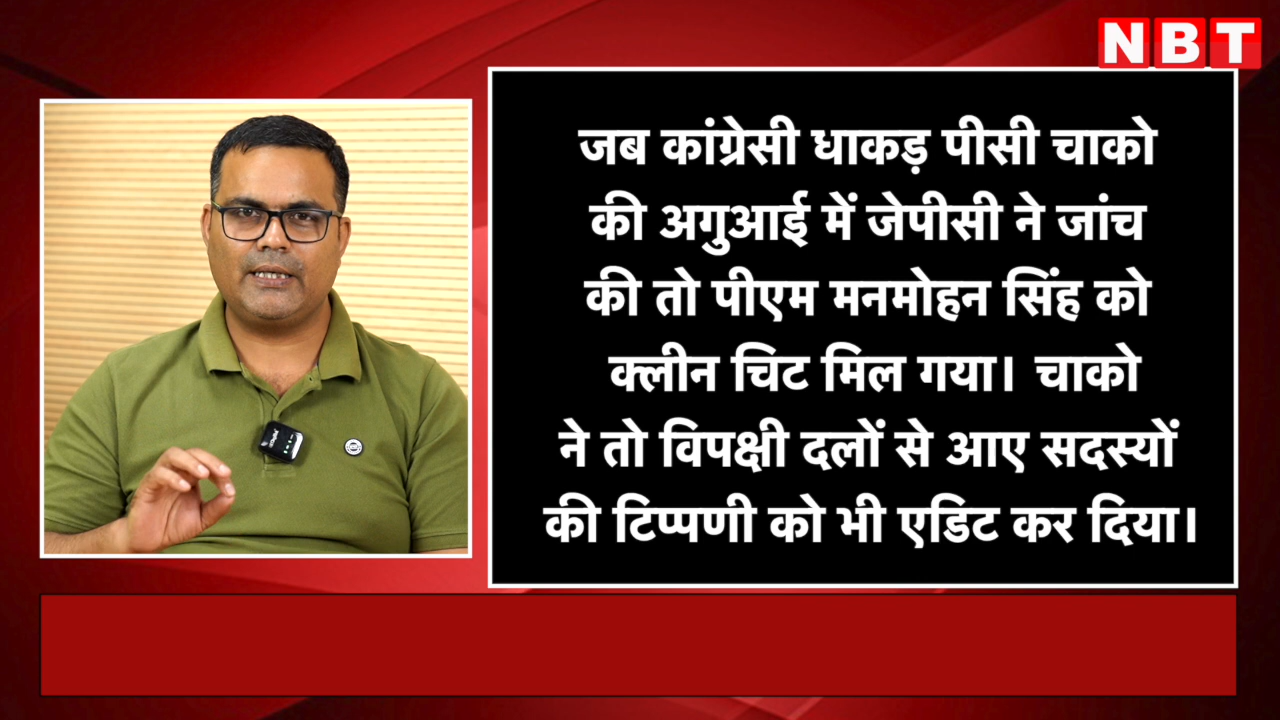 NBT
जब कांग्रेसी धाकड़ पीसी चाको
की अगुआई में जेपीसी ने जांच
की तो पीएम मनमोहन सिंह को
क्लीन चिट मिल गया। चाको
ने तो विपक्षी दलों से आए सदस्यों
की टिप्पणी को भी एडिट कर दिया।